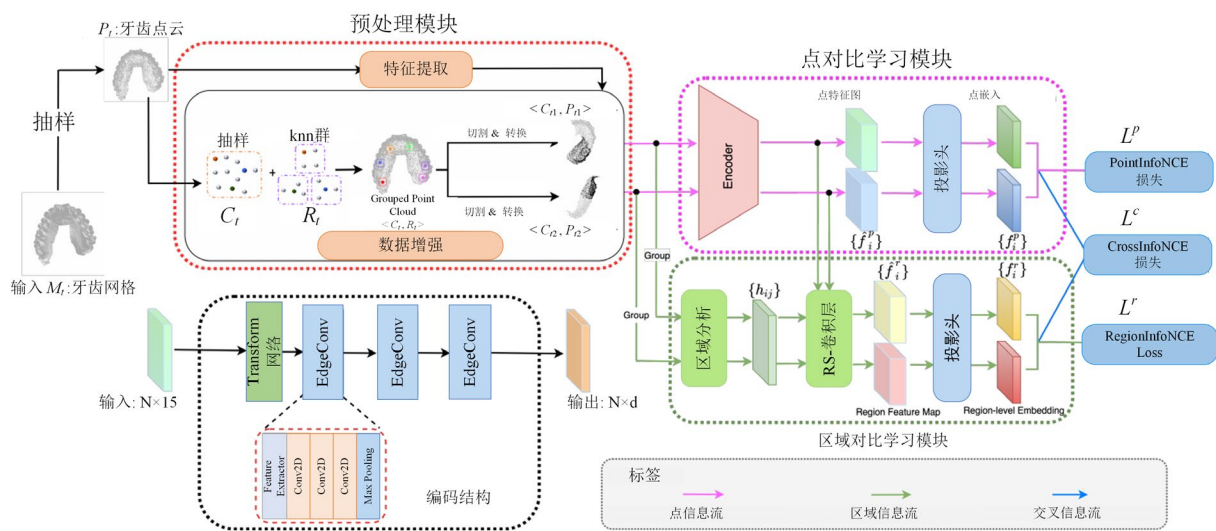 P_t:牙齿点云
抽样
输入 M_t:牙齿网格
预处理模块
特征提取
抽样
C_t
+
knn群
R_t
Grouped Point
Cloud
<C_t, R_t>
切割 & 转换
切割 & 转换
<C_t1, P_t1>
<C_t2, P_t2>
数据增强
点对比学习模块
Encoder
点特征图
{f̂_i^p}
投影头
点嵌入
{f_i^p}
L^p
PointInfoNCE
损失
L^c
CrossInfoNCE
损失
L^r
RegionInfoNCE
Loss
Group
Group
区域分析
{h_ij}
RS-卷积层
{f̂_i^r}
Region Feature Map
投影头
{f_i^r}
Region-level Embedding
区域对比学习模块
输入: N×15
Transform
网络
EdgeConv
EdgeConv
EdgeConv
输出: N×d
Feature
Extractor
Conv2D
Conv2D
Conv2D
Max Pooling
编码结构
标签
点信息流
区域信息流
交叉信息流